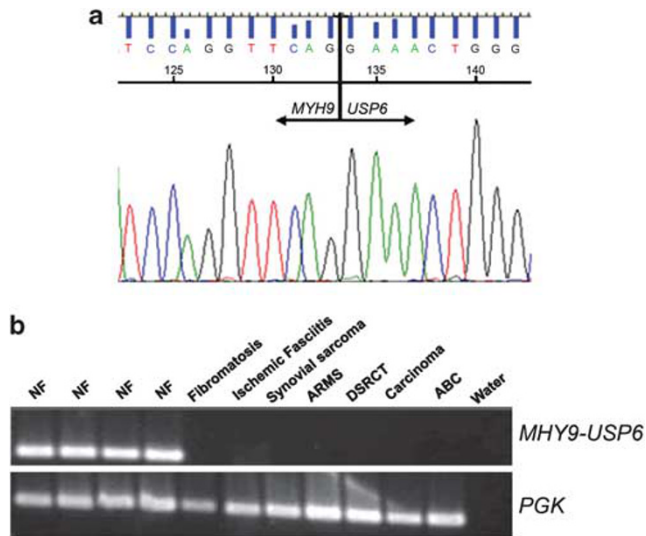 a
T C C A G G T T C A G G A A A C T G G G
125 130 135 140
MYH9 USP6
b
NF NF NF NF Fibromatosis Ischemic Fasciitis Synovial sarcoma ARMS DSRCT Carcinoma ABC Water
MHY9-USP6
PGK